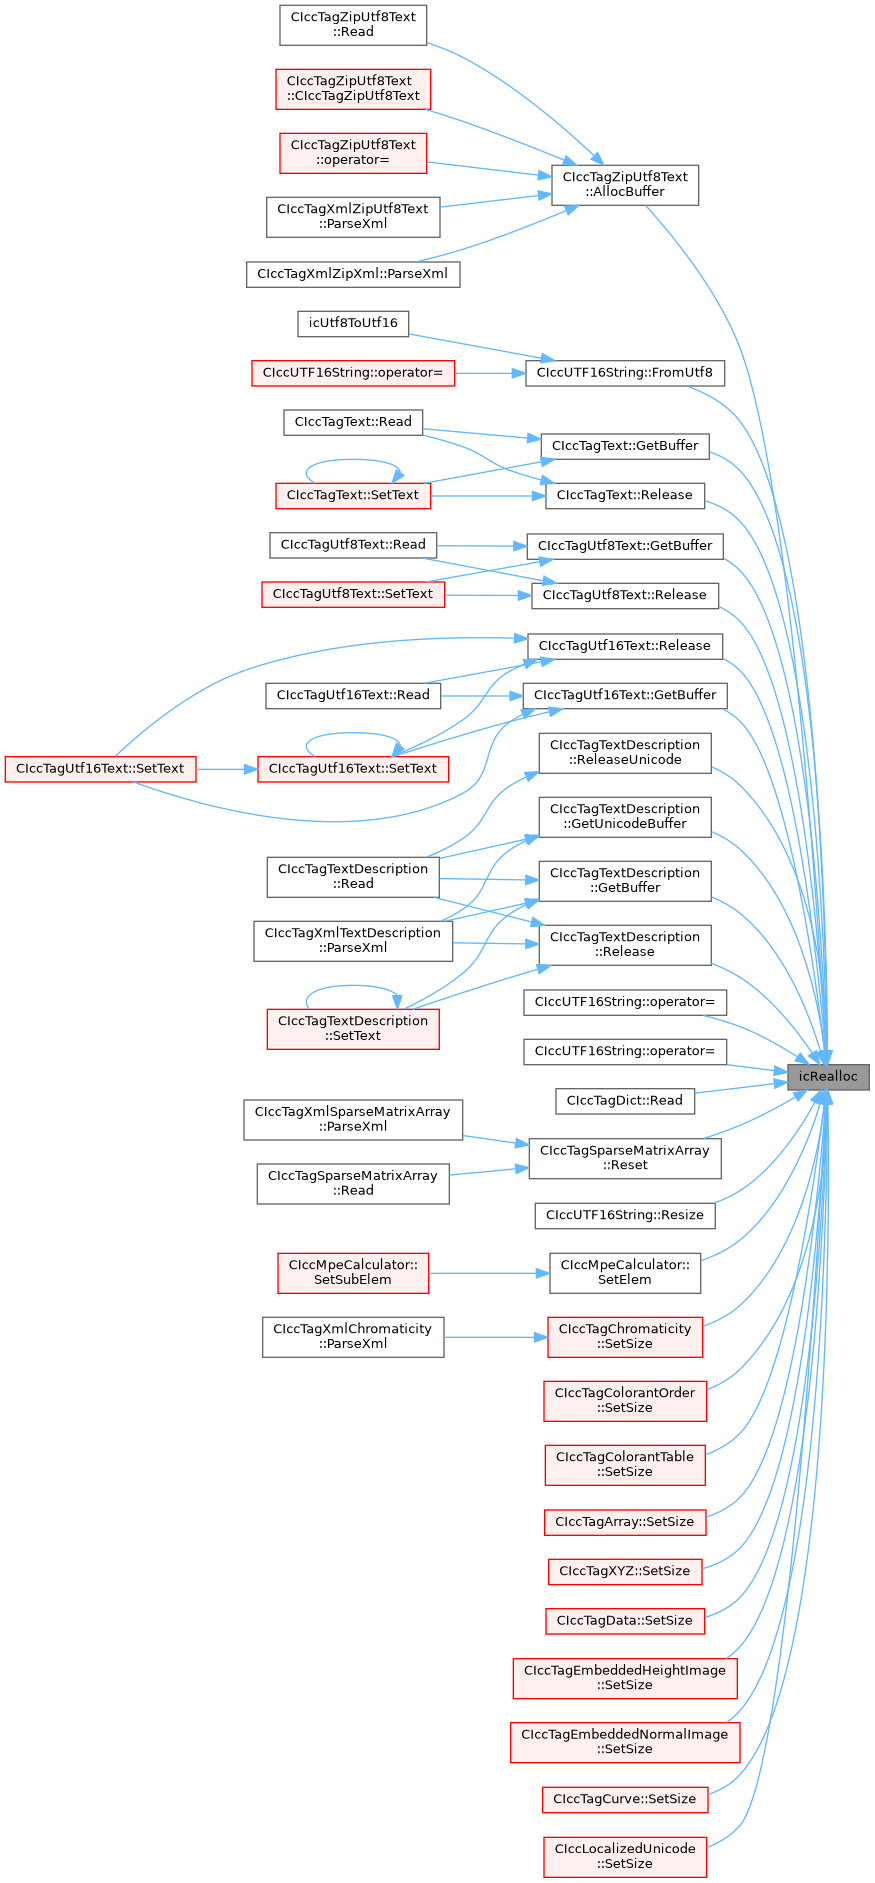 CIccTagZipUtf8Text
::Read
CIccTagZipUtf8Text
::CIccTagZipUtf8Text
CIccTagZipUtf8Text
::operator=
CIccTagZipUtf8Text
::AllocBuffer
CIccTagXmlZipUtf8Text
::ParseXml
CIccTagXmlZipXml::ParseXml
icUtf8ToUtf16
CIccUTF16String::operator=
CIccUTF16String::FromUtf8
CIccTagText::Read
CIccTagText::GetBuffer
CIccTagText::SetText
CIccTagText::Release
CIccTagUtf8Text::Read
CIccTagUtf8Text::GetBuffer
CIccTagUtf8Text::SetText
CIccTagUtf8Text::Release
CIccTagUtf16Text::Release
CIccTagUtf16Text::Read
CIccTagUtf16Text::GetBuffer
CIccTagUtf16Text::SetText
CIccTagUtf16Text::SetText
CIccTagTextDescription
::ReleaseUnicode
CIccTagTextDescription
::GetUnicodeBuffer
CIccTagTextDescription
::Read
CIccTagTextDescription
::GetBuffer
CIccTagXmlTextDescription
::ParseXml
CIccTagTextDescription
::Release
CIccTagTextDescription
::SetText
CIccUTF16String::operator=
CIccUTF16String::operator=
icRealloc
CIccTagDict::Read
CIccTagXmlSparseMatrixArray
::ParseXml
CIccTagSparseMatrixArray
::Reset
CIccTagSparseMatrixArray
::Read
CIccUTF16String::Resize
CIccMpeCalculator::
SetSubElem
CIccMpeCalculator::
SetElem
CIccTagXmlChromaticity
::ParseXml
CIccTagChromaticity
::SetSize
CIccTagColorantOrder
::SetSize
CIccTagColorantTable
::SetSize
CIccTagArray::SetSize
CIccTagXYZ::SetSize
CIccTagData::SetSize
CIccTagEmbeddedHeightImage
::SetSize
CIccTagEmbeddedNormalImage
::SetSize
CIccTagCurve::SetSize
CIccLocalizedUnicode
::SetSize